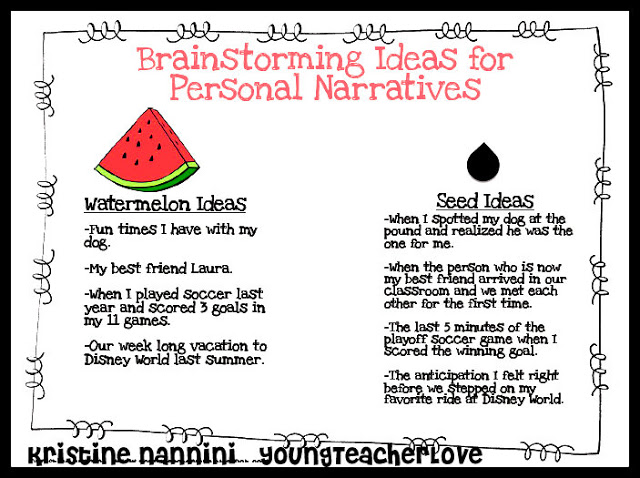 Brainstorming Ideas for
Personal Narratives
Watermelon Ideas
-Fun times I have with my
dog.
-My best friend Laura.
-When I played soccer last
year and scored 3 goals in
my 11 games.
-Our week long vacation to
Disney World last summer.
Seed Ideas
-When I spotted my dog at the
pound and realized he was the
one for me.
-When the person who is now
my best friend arrived in our
classroom and we met each
other for the first time.
-The last 5 minutes of the
playoff soccer game when I
scored the winning goal.
-The anticipation I felt right
before we stepped on my
favorite ride at Disney World.
Kristine Nannini YoungTeacherLove